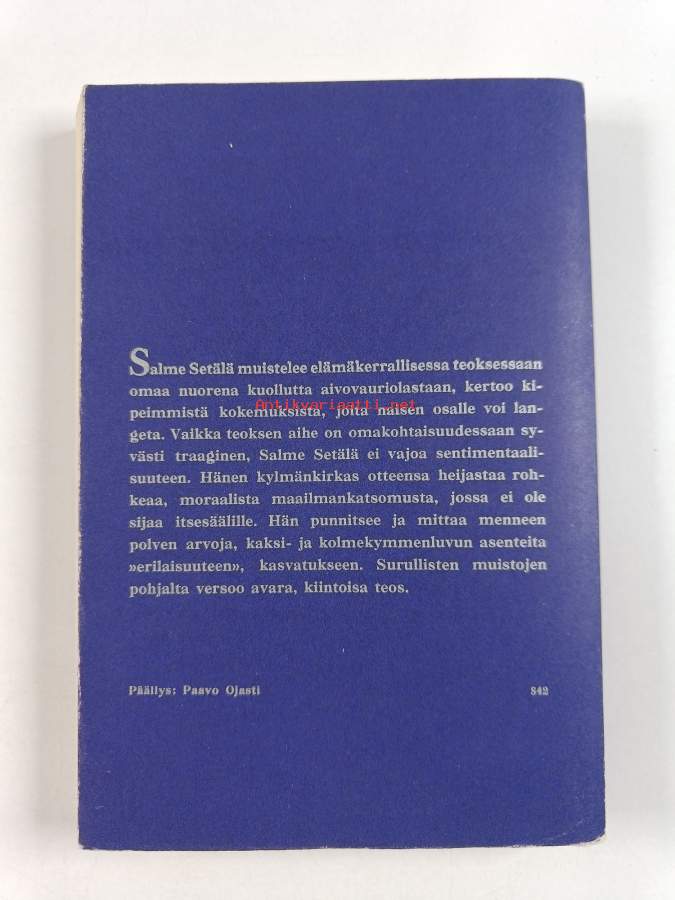 Salme Setälä muistelee elämäkerrallisessa teoksessaan
omaa nuorena kuollutta aivovauriolastaan, kertoo ki-
peimmistä kokemuksista, joita naisen osalle voi lan-
Antikvariaatti.net
geta. Vaikka teoksen aihe on omakohtaisuudessaan sy-
västi traaginen, Salme Setälä ei vajoa sentimentaali-
suuteen. Hänen kylmänkirkas otteensa heijastaa roh-
keaa, moraalista maailmankatsomusta, jossa ei ole
sijaa itsesäälille. Hän punnitsee ja mittaa menneen
polven arvoja, kaksi- ja kolmekymmenluvun asenteita
»erilaisuuteen», kasvatukseen. Surullisten muistojen
pohjalta versoo avara, kiintoisa teos.
Päällys: Paavo Ojasti 842